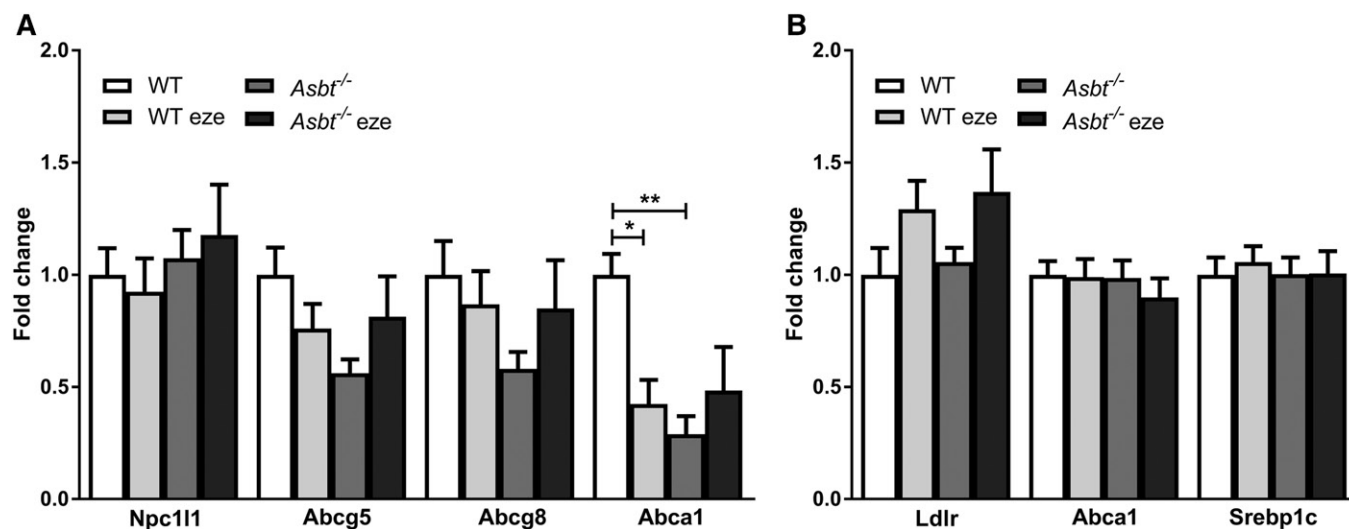 A
Fold change
2.0
1.5
1.0
0.5
0.0
WT
WT eze
Asbt-/-
Asbt-/- eze
*
**
Npc1l1 Abcg5 Abcg8 Abca1
B
Fold change
2.0
1.5
1.0
0.5
0.0
WT
WT eze
Asbt-/-
Asbt-/- eze
Ldlr Abca1 Srebp1c